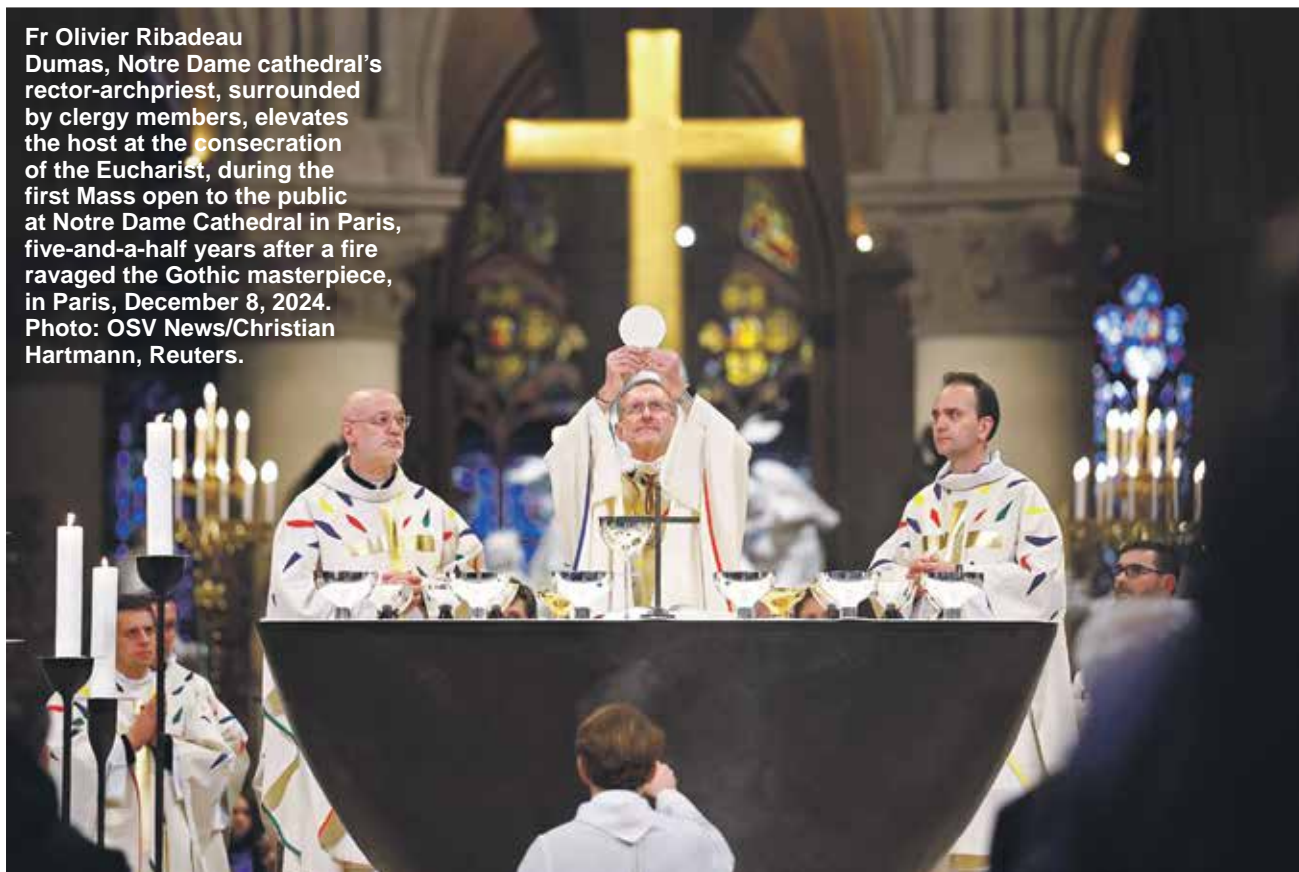 Fr Olivier Ribadeau
Dumas, Notre Dame cathedral’s
rector-archpriest, surrounded
by clergy members, elevates
the host at the consecration
of the Eucharist, during the
first Mass open to the public
at Notre Dame Cathedral in Paris,
five-and-a-half years after a fire
ravaged the Gothic masterpiece,
in Paris, December 8, 2024.
Photo: OSV News/Christian
Hartmann, Reuters.